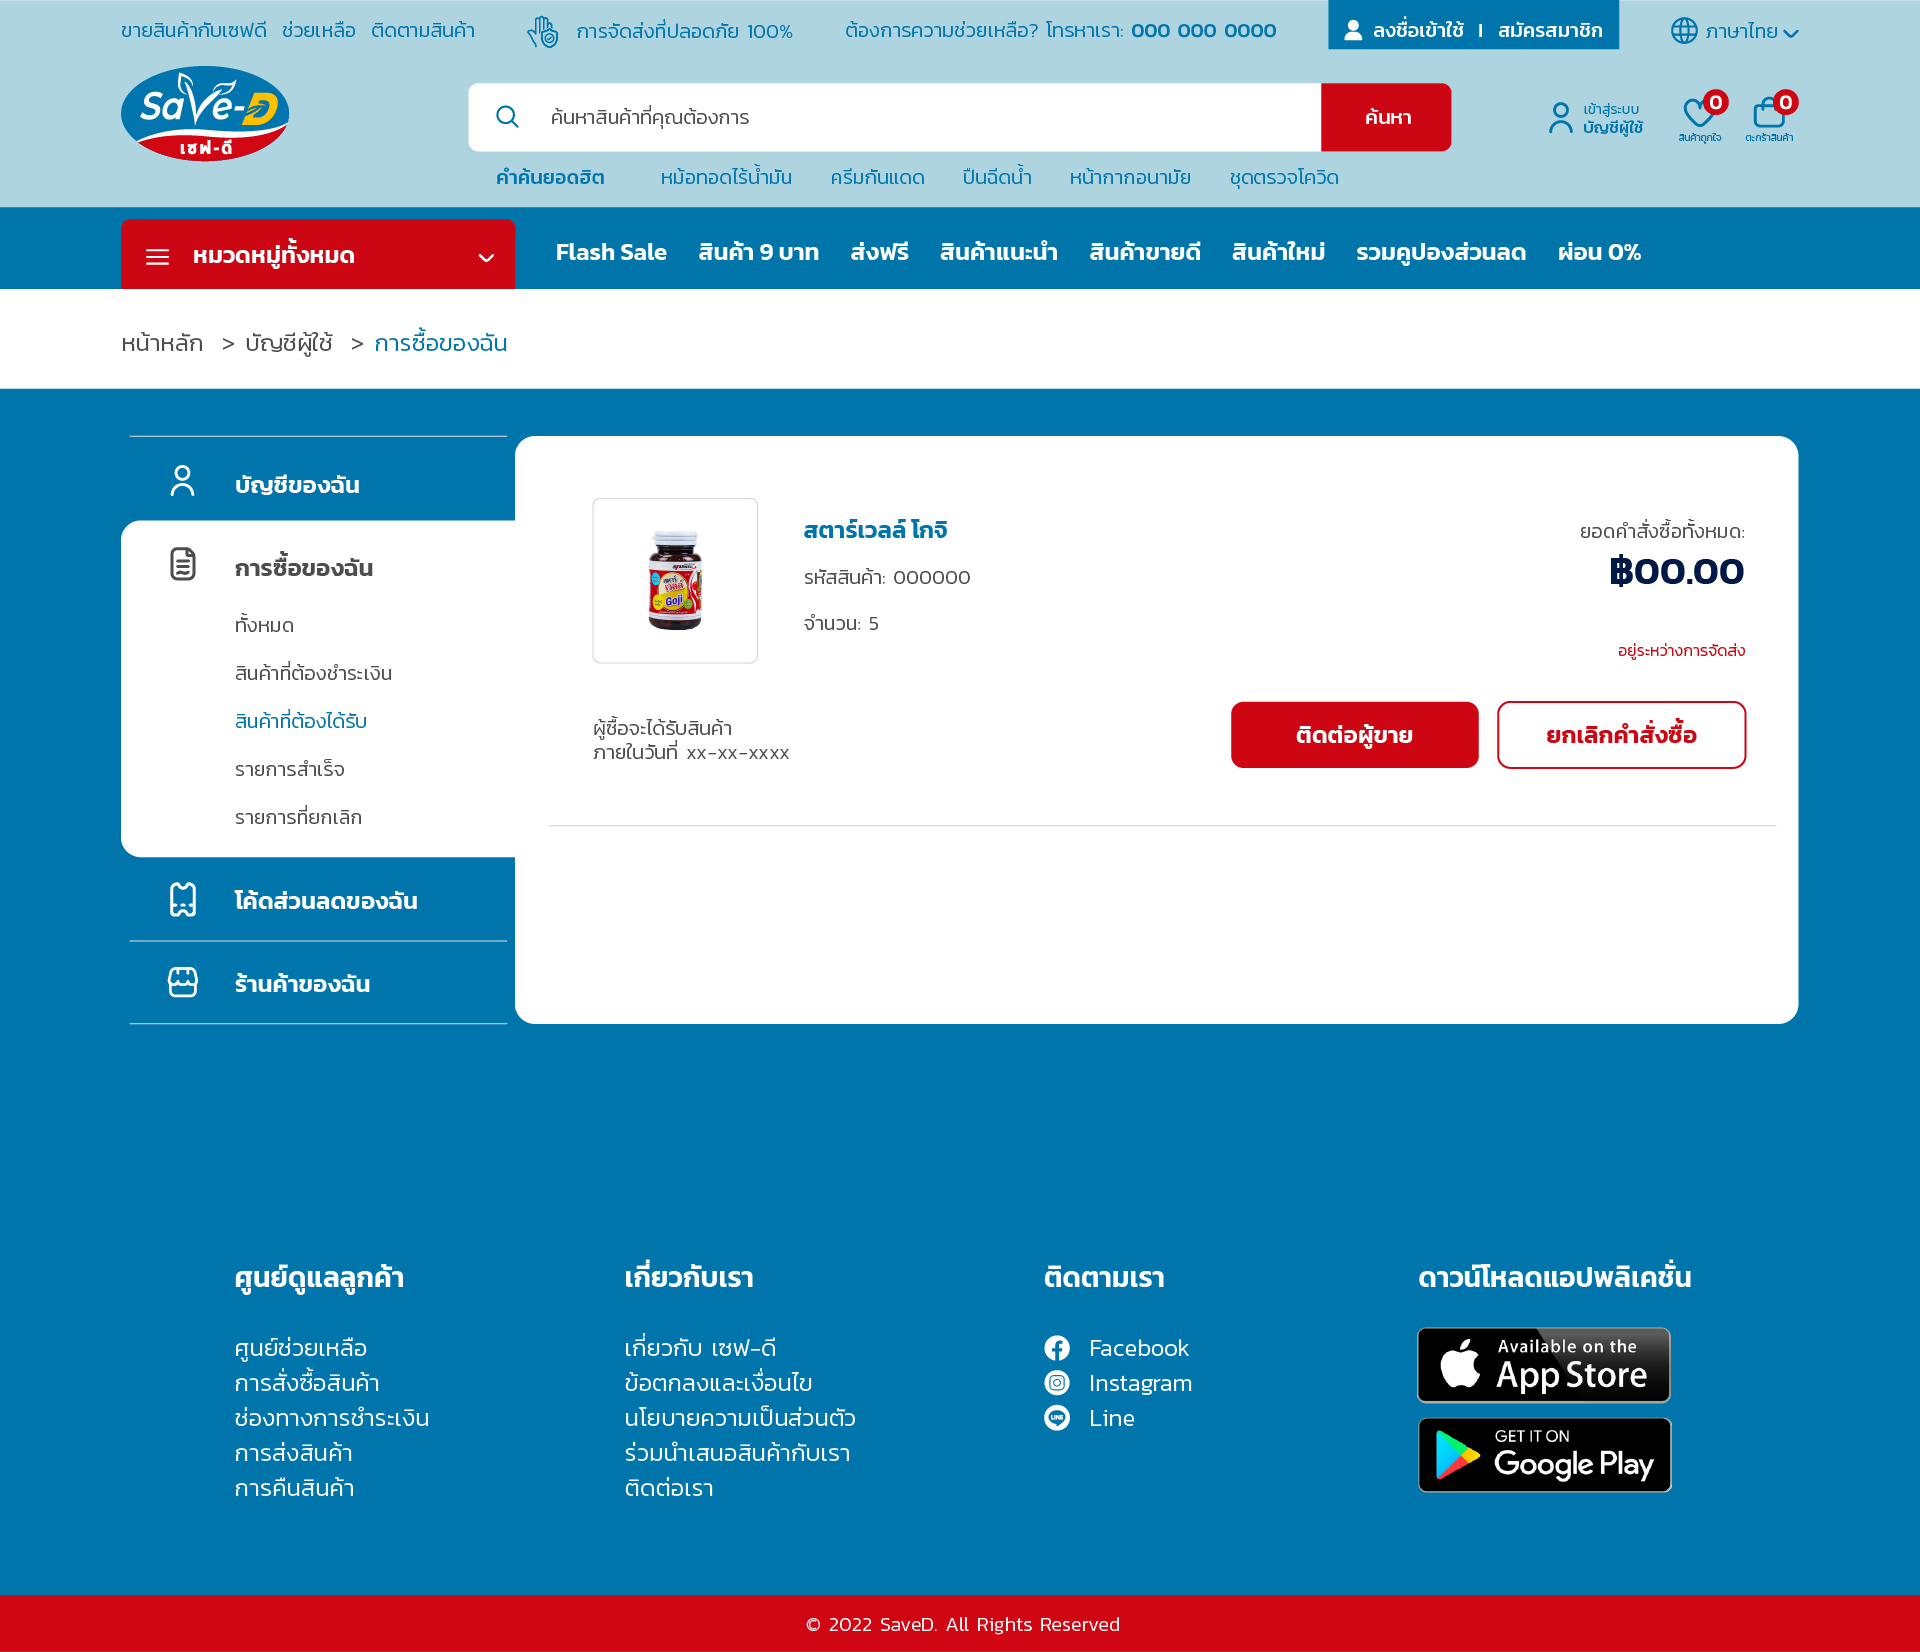 ขายสินค้ากับเซฟดี ช่วยเหลือ ติดตามสินค้า
การจัดส่งที่ปลอดภัย 100%
ต้องการความช่วยเหลือ? โทรหาเรา: 000 000 0000
ลงชื่อเข้าใช้ I สมัครสมาชิก
ภาษาไทย
SaVe-D
เซฟ-ดี
ค้นหาสินค้าที่คุณต้องการ
ค้นหา
เข้าสู่ระบบ
บัญชีผู้ใช้
0
สินค้าถูกใจ
0
ตะกร้าสินค้า
คำค้นยอดฮิต หม้อทอดไร้น้ำมัน ครีมกันแดด ปืนฉีดน้ำ หน้ากากอนามัย ชุดตรวจโควิด
หมวดหมู่ทั้งหมด
Flash Sale สินค้า 9 บาท ส่งฟรี สินค้าแนะนำ สินค้าขายดี สินค้าใหม่ รวมคูปองส่วนลด ผ่อน 0%
หน้าหลัก > บัญชีผู้ใช้ > การซื้อของฉัน
บัญชีของฉัน
การซื้อของฉัน
ทั้งหมด
สินค้าที่ต้องชำระเงิน
สินค้าที่ต้องได้รับ
รายการสำเร็จ
รายการที่ยกเลิก
โค้ดส่วนลดของฉัน
ร้านค้าของฉัน
Goji
สตาร์เวลล์ โกจิ
รหัสสินค้า: 000000
จำนวน: 5
ยอดคำสั่งซื้อทั้งหมด:
฿00.00
อยู่ระหว่างการจัดส่ง
ผู้ซื้อจะได้รับสินค้า
ภายในวันที่ xx-xx-xxxx
ติดต่อผู้ขาย
ยกเลิกคำสั่งซื้อ
ศูนย์ดูแลลูกค้า
ศูนย์ช่วยเหลือ
การสั่งซื้อสินค้า
ช่องทางการชำระเงิน
การส่งสินค้า
การคืนสินค้า
เกี่ยวกับเรา
เกี่ยวกับ เซฟ-ดี
ข้อตกลงและเงื่อนไข
นโยบายความเป็นส่วนตัว
ร่วมนำเสนอสินค้ากับเรา
ติดต่อเรา
ติดตามเรา
Facebook
Instagram
LINE
Line
ดาวน์โหลดแอปพลิเคชั่น
Available on the
App Store
GET IT ON
Google Play
© 2022 SaveD. All Rights Reserved